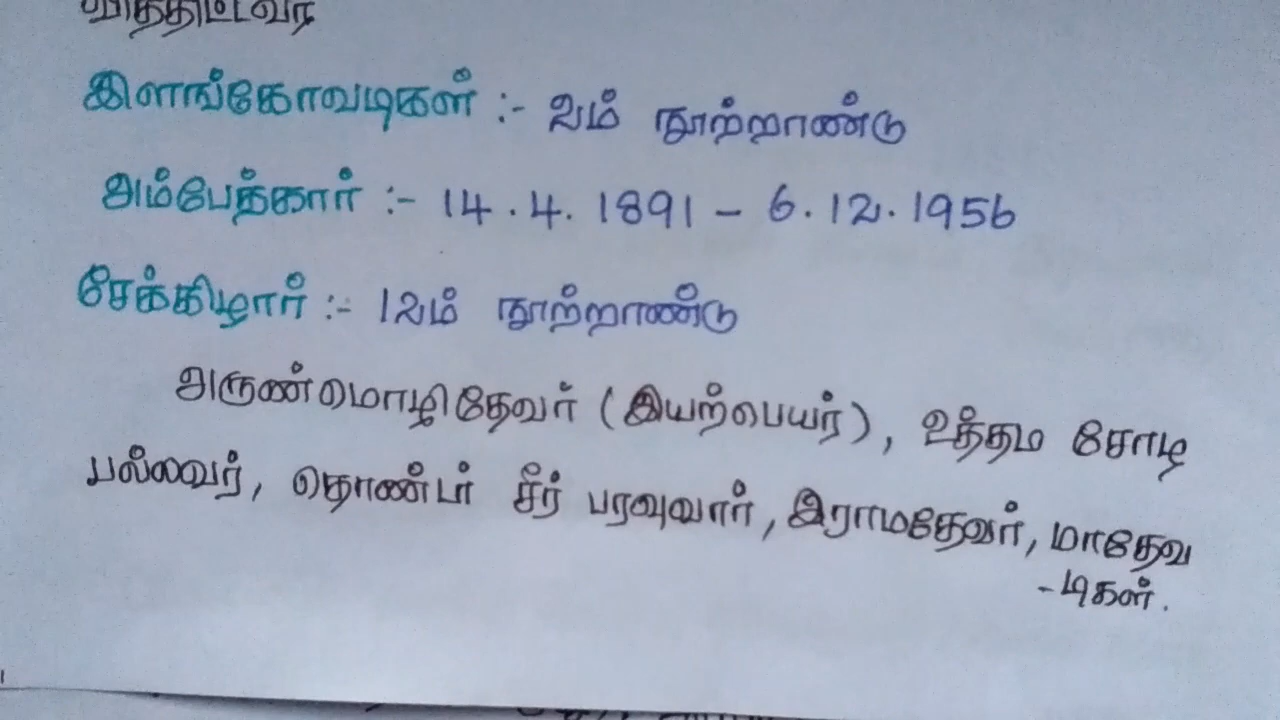 இளங்கோவடிகள் :- 2ம் நூற்றாண்டு
அம்பேத்கார் :- 14.4.1891 - 6.12.1956
சேக்கிழார் :- 12ம் நூற்றாண்டு
அருண்மொழிதேவர் (இயற்பெயர்), உத்தம சோழ
பல்லவர், தொண்டர் சீர் பரவுவார், இராமதேவர், மாதேவ
-டிகள்.